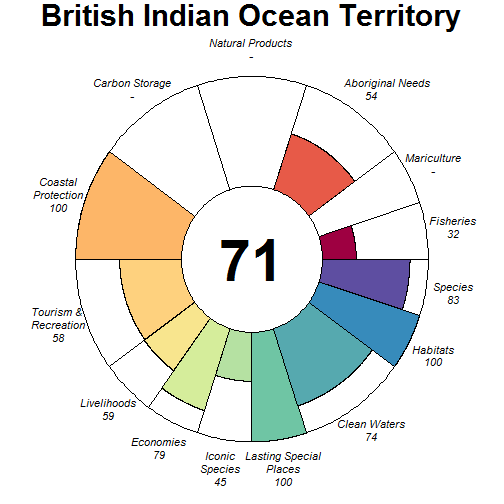 British Indian Ocean Territory
Natural Products
-
Carbon Storage
-
Aboriginal Needs
54
Mariculture
-
Coastal
Protection
100
Fisheries
32
71
Species
83
Tourism &
Recreation
58
Habitats
100
Livelihoods
59
Clean Waters
74
Economies
79
Iconic
Species
45
Lasting Special
Places
100